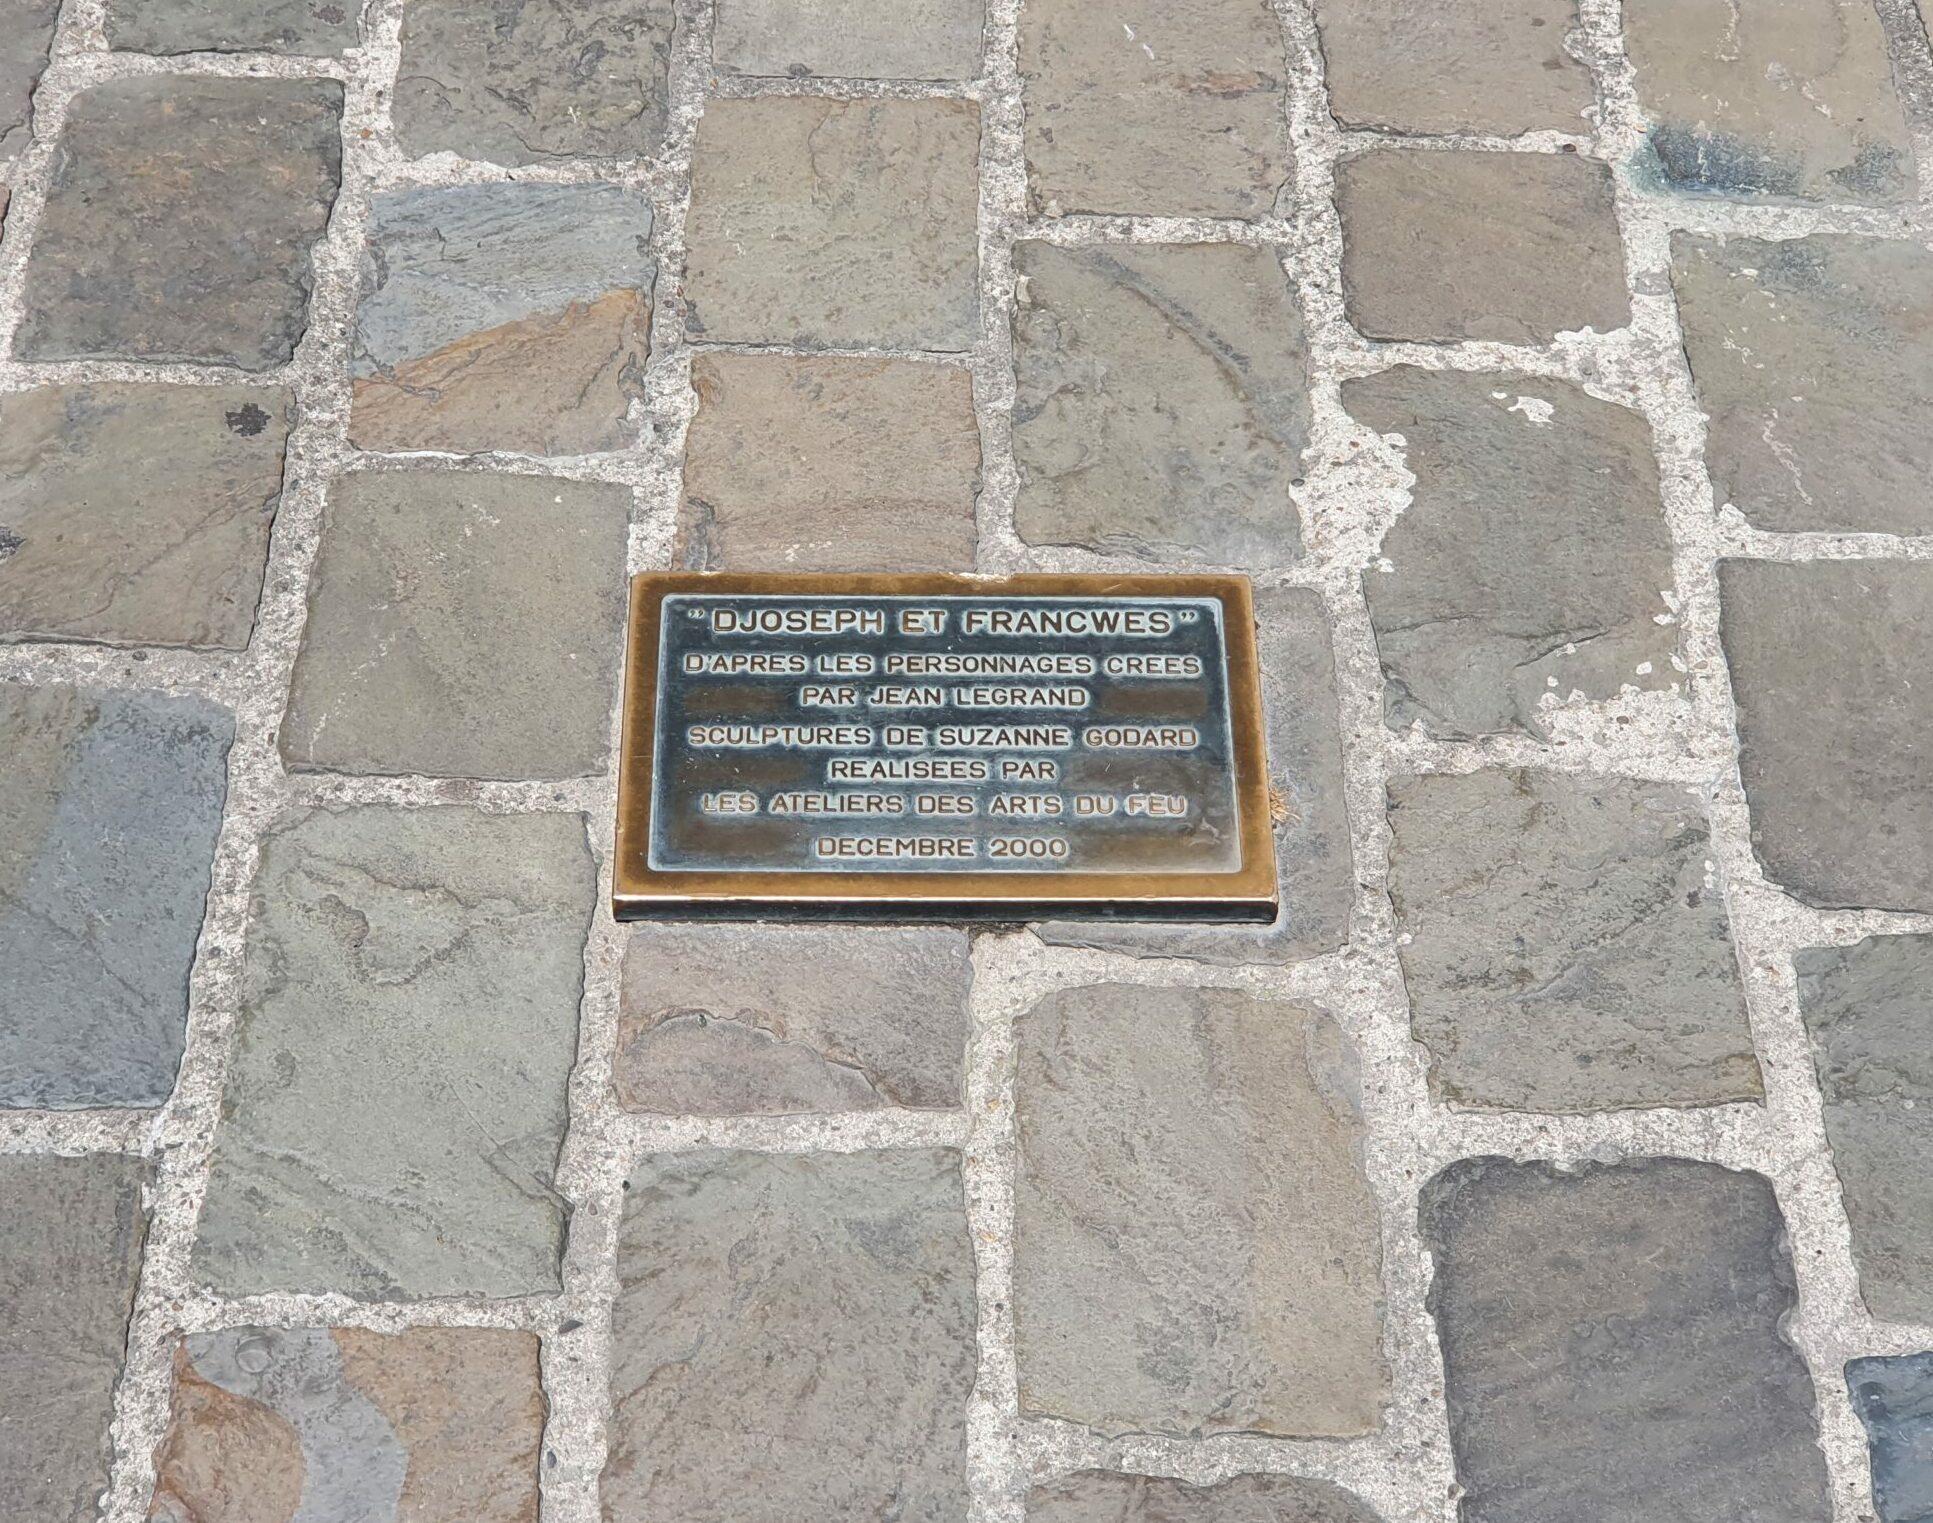 "DJOSEPH ET FRANCWES"
D'APRES LES PERSONNAGES CREES
PAR JEAN LEGRAND
SCULPTURES DE SUZANNE GODARD
REALISEES PAR
LES ATELIERS DES ARTS DU FEU
DECEMBRE 2000